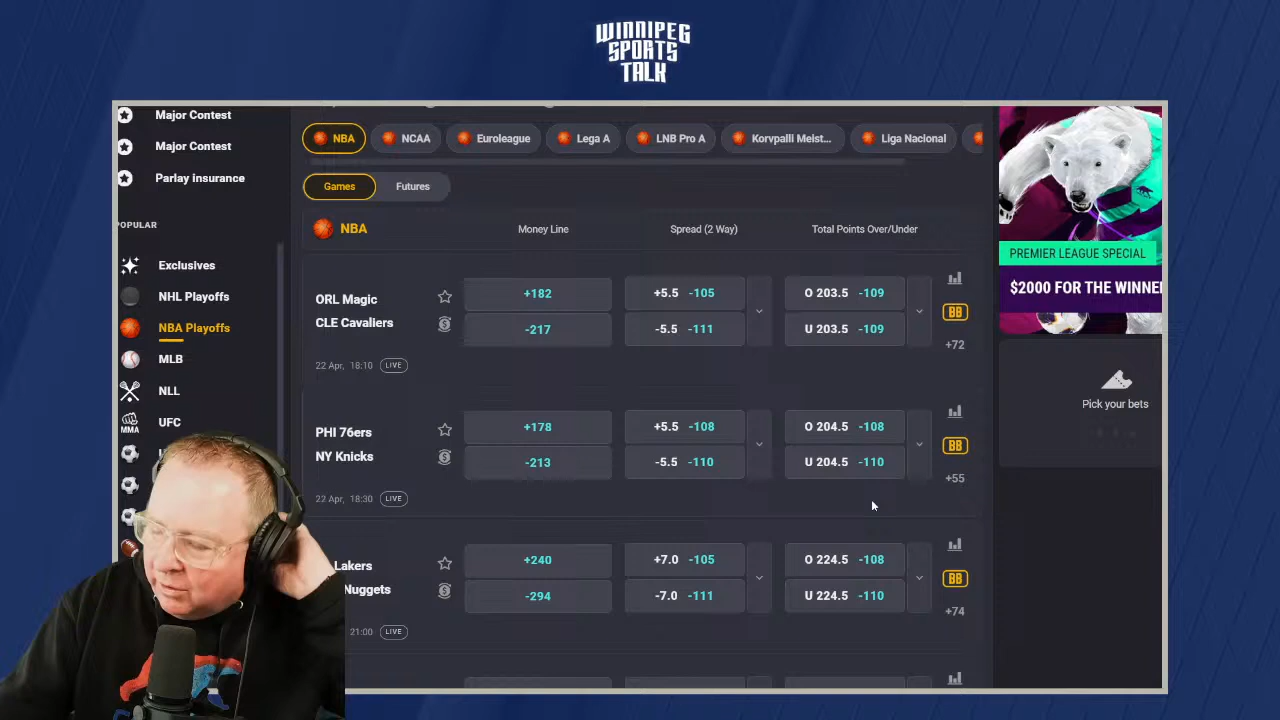 WINNIPEG
SPORTS
TALK
Major Contest
Major Contest
Parlay insurance
POPULAR
Exclusives
NHL Playoffs
NBA Playoffs
MLB
NLL
MMA
UFC
NBA
NCAA
Euroleague
Lega A
LNB Pro A
Korvpalli Meist...
Liga Nacional
Games
Futures
NBA
Money Line
Spread (2 Way)
Total Points Over/Under
ORL Magic
CLE Cavaliers
+182
-217
+5.5 -105
-5.5 -111
O 203.5 -109
U 203.5 -109
BB
+72
22 Apr, 18:10 LIVE
PHI 76ers
NY Knicks
+178
-213
+5.5 -108
-5.5 -110
O 204.5 -108
U 204.5 -110
BB
+55
22 Apr, 18:30 LIVE
Lakers
Nuggets
+240
-294
+7.0 -105
-7.0 -111
O 224.5 -108
U 224.5 -110
BB
+74
21:00 LIVE
PREMIER LEAGUE SPECIAL
$2000 FOR THE WINNE
Pick your bets